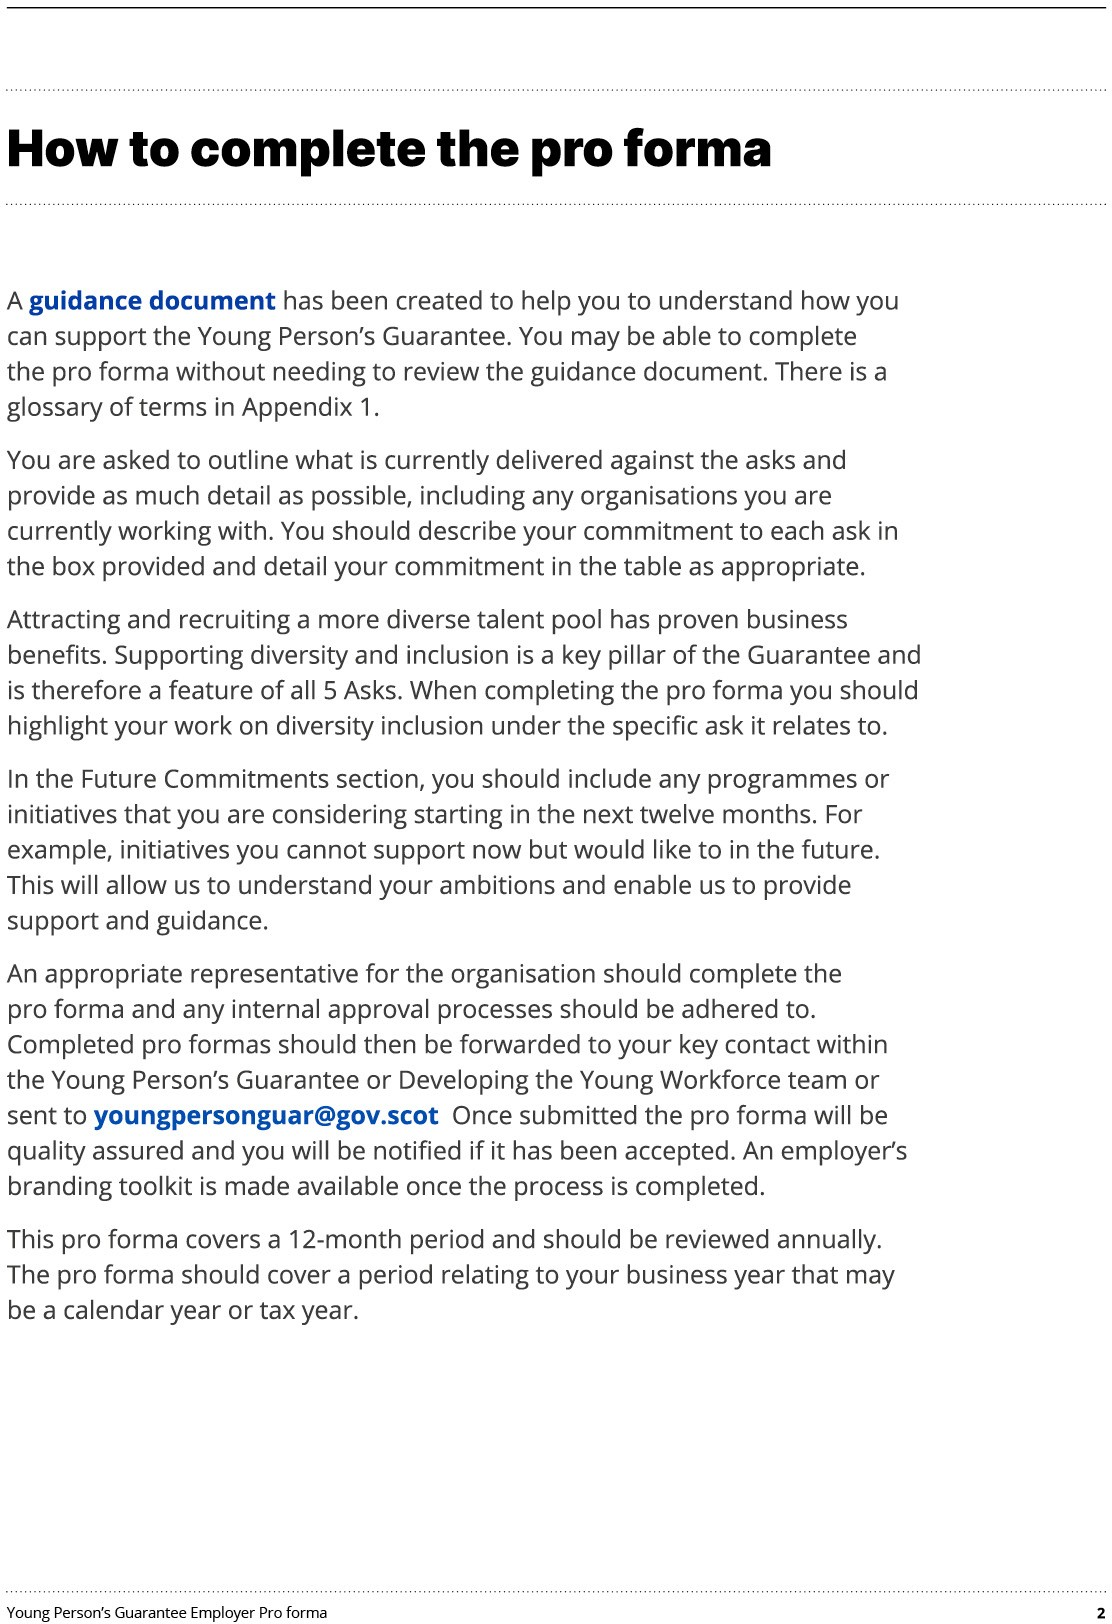 How to complete the pro forma
A guidance document has been created to help you to understand how you
can support the Young Person’s Guarantee. You may be able to complete
the pro forma without needing to review the guidance document. There is a
glossary of terms in Appendix 1.
You are asked to outline what is currently delivered against the asks and
provide as much detail as possible, including any organisations you are
currently working with. You should describe your commitment to each ask in
the box provided and detail your commitment in the table as appropriate.
Attracting and recruiting a more diverse talent pool has proven business
benefits. Supporting diversity and inclusion is a key pillar of the Guarantee and
is therefore a feature of all 5 Asks. When completing the pro forma you should
highlight your work on diversity inclusion under the specific ask it relates to.
In the Future Commitments section, you should include any programmes or
initiatives that you are considering starting in the next twelve months. For
example, initiatives you cannot support now but would like to in the future.
This will allow us to understand your ambitions and enable us to provide
support and guidance.
An appropriate representative for the organisation should complete the
pro forma and any internal approval processes should be adhered to.
Completed pro formas should then be forwarded to your key contact within
the Young Person’s Guarantee or Developing the Young Workforce team or
sent to youngpersonguar@gov.scot  Once submitted the pro forma will be
quality assured and you will be notified if it has been accepted. An employer’s
branding toolkit is made available once the process is completed.
This pro forma covers a 12-month period and should be reviewed annually.
The pro forma should cover a period relating to your business year that may
be a calendar year or tax year.
Young Person’s Guarantee Employer Pro forma 2